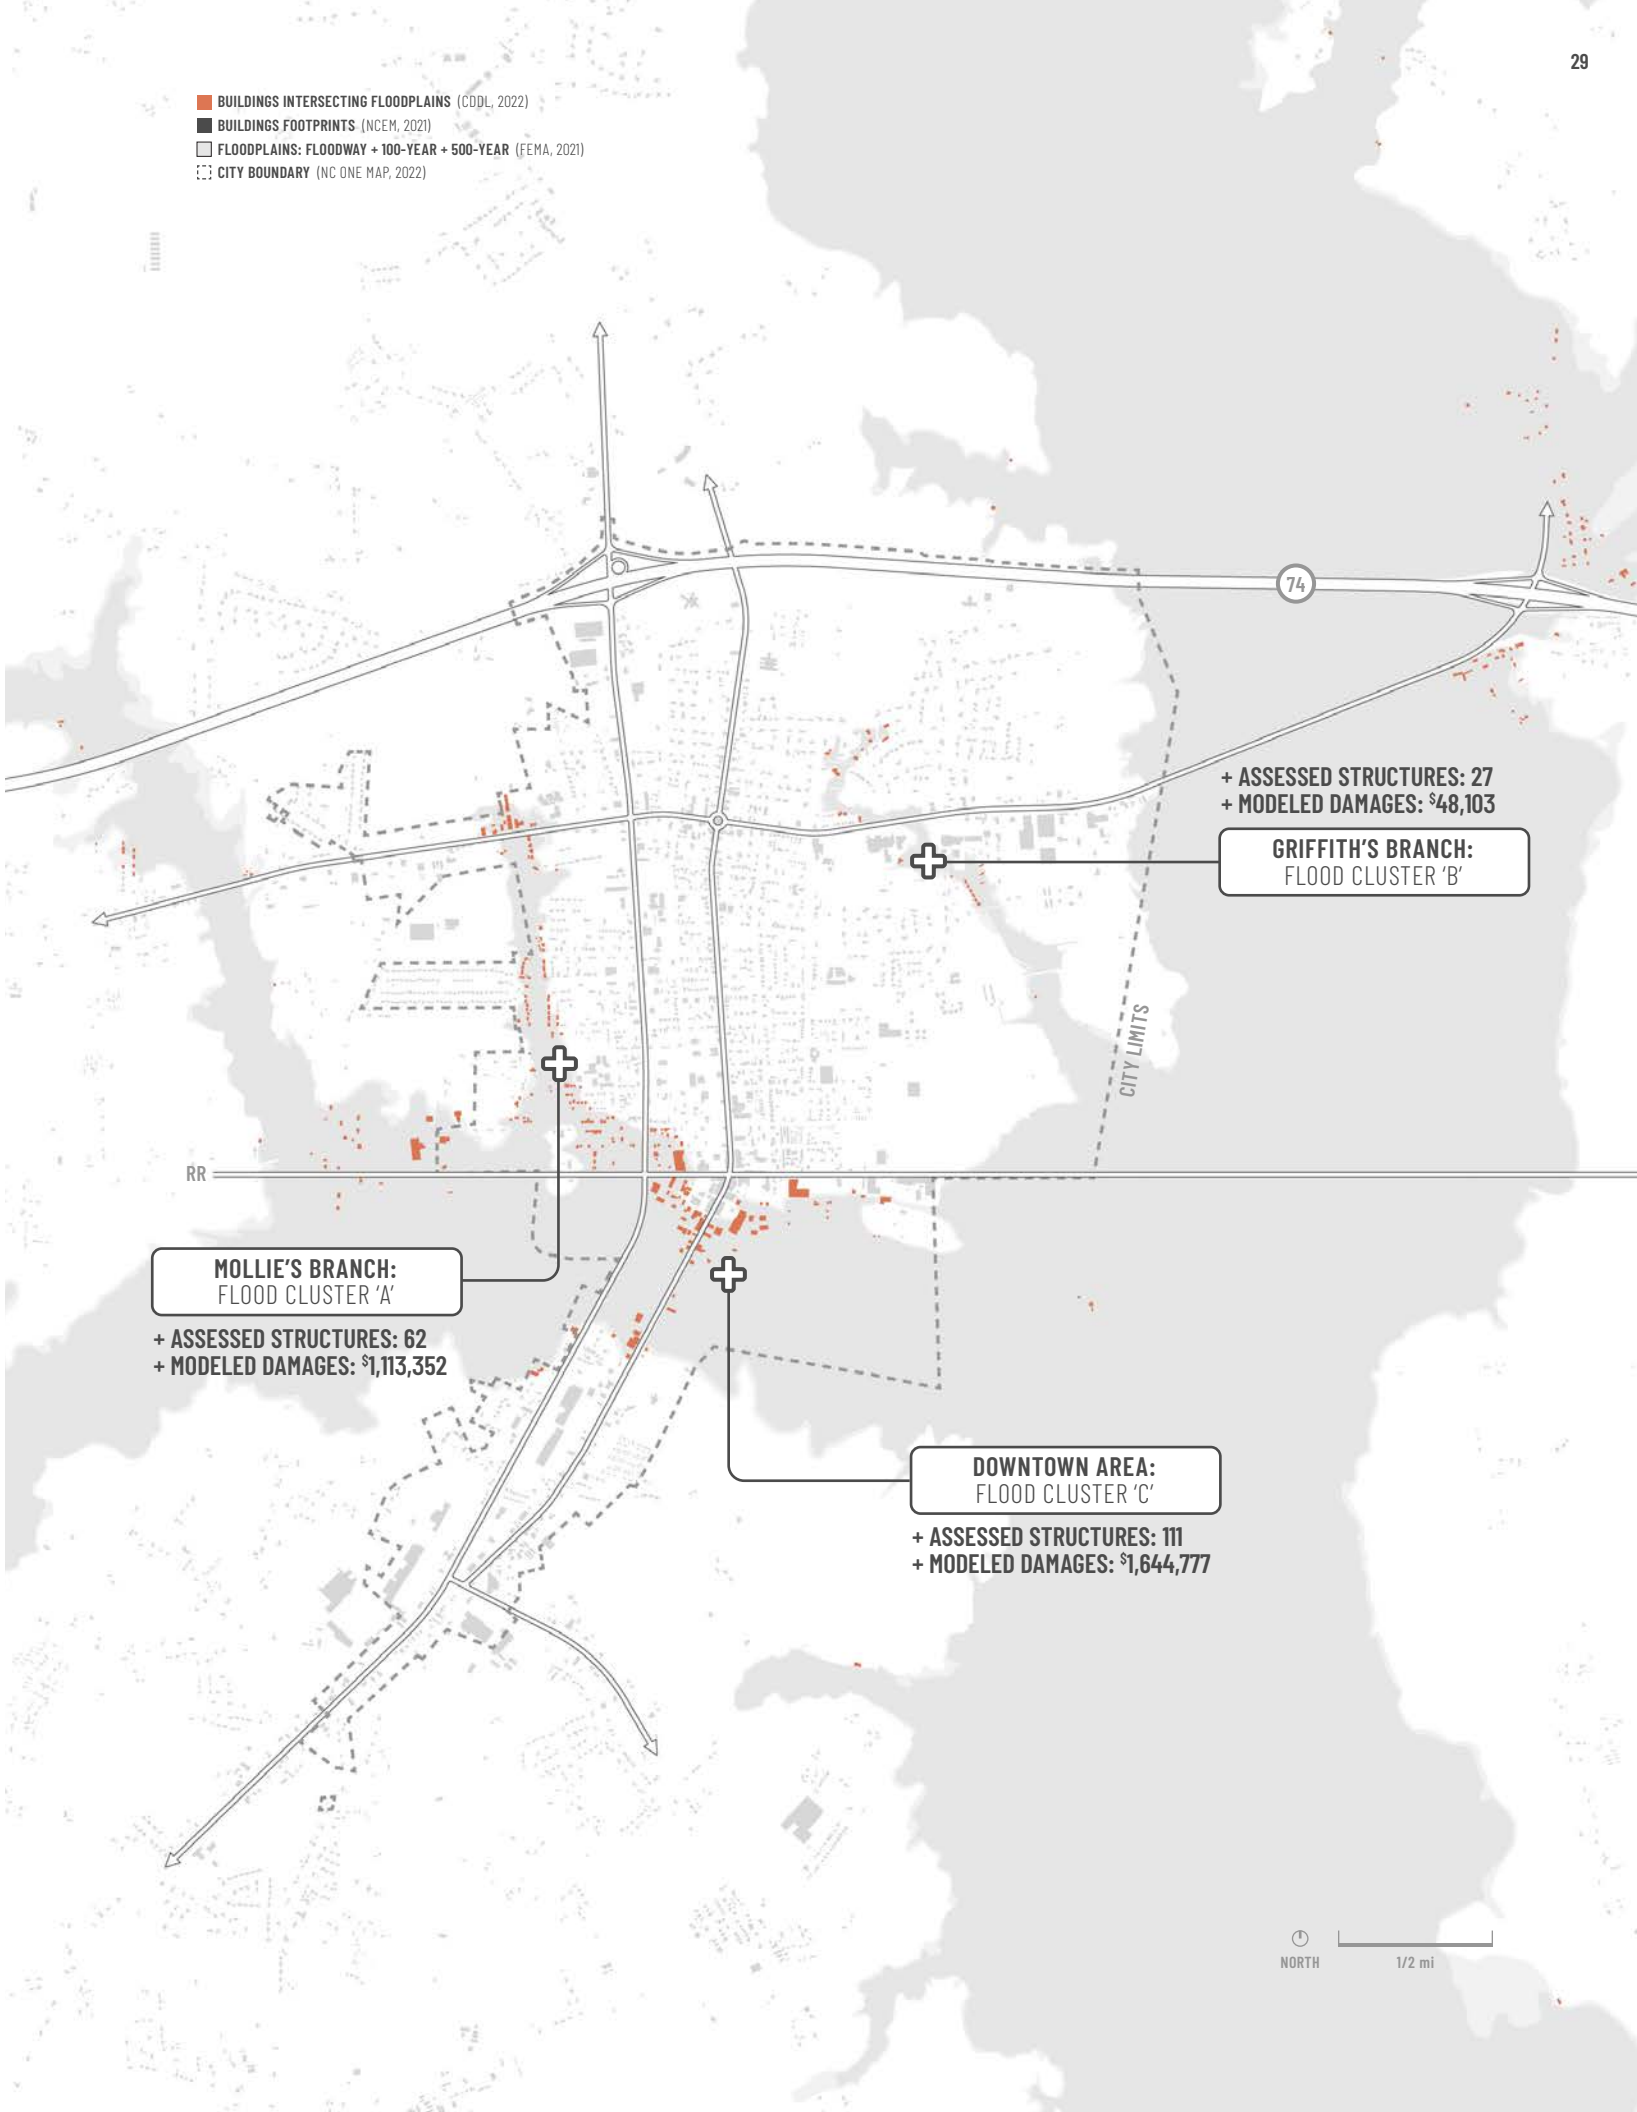 29
BUILDINGS INTERSECTING FLOODPLAINS (CDDL, 2022)
BUILDINGS FOOTPRINTS (NCEM, 2021)
FLOODPLAINS: FLOODWAY + 100-YEAR + 500-YEAR (FEMA, 2021)
CITY BOUNDARY (NC ONE MAP, 2022)
74
+ ASSESSED STRUCTURES: 27
+ MODELED DAMAGES: $48,103
GRIFFITH'S BRANCH:
FLOOD CLUSTER 'B'
CITY LIMITS
RR
MOLLIE'S BRANCH:
FLOOD CLUSTER 'A'
+ ASSESSED STRUCTURES: 62
+ MODELED DAMAGES: $1,113,352
DOWNTOWN AREA:
FLOOD CLUSTER 'C'
+ ASSESSED STRUCTURES: 111
+ MODELED DAMAGES: $1,644,777
NORTH
1/2 mi